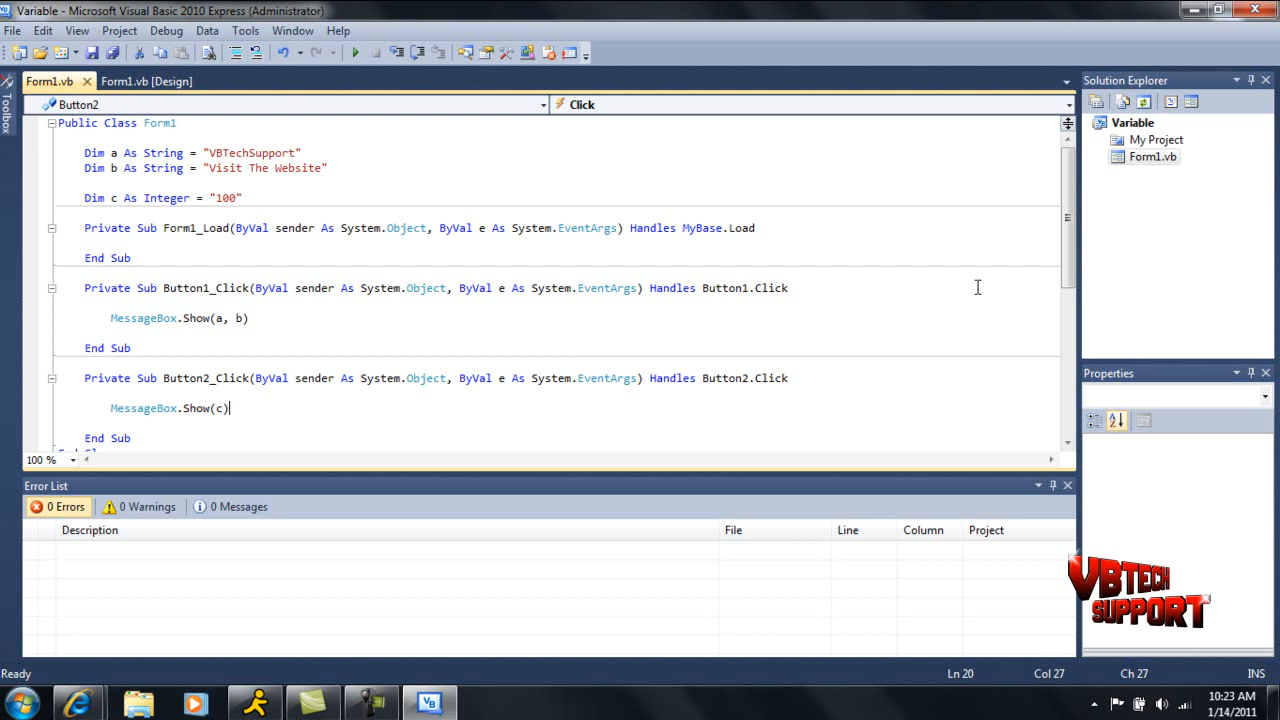 Variable - Microsoft Visual Basic 2010 Express (Administrator)
File Edit View Project Debug Data Tools Window Help
Form1.vb Form1.vb [Design]
Toolbox
Button2 Click
Public Class Form1
Dim a As String = "VBTechSupport"
Dim b As String = "Visit The Website"
Dim c As Integer = "100"
Private Sub Form1_Load(ByVal sender As System.Object, ByVal e As System.EventArgs) Handles MyBase.Load
End Sub
Private Sub Button1_Click(ByVal sender As System.Object, ByVal e As System.EventArgs) Handles Button1.Click
MessageBox.Show(a, b)
End Sub
Private Sub Button2_Click(ByVal sender As System.Object, ByVal e As System.EventArgs) Handles Button2.Click
MessageBox.Show(c)
End Sub
100 %
Solution Explorer
Variable
My Project
Form1.vb
Properties
Error List
0 Errors 0 Warnings 0 Messages
Description File Line Column Project
VBTECH
SUPPORT
Ready Ln 20 Col 27 Ch 27 INS
10:23 AM
1/14/2011